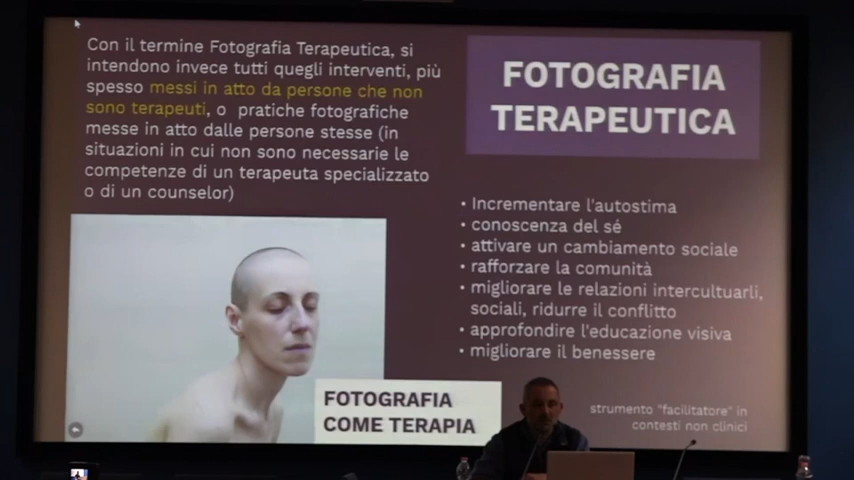 Con il termine Fotografia Terapeutica, si
intendono invece tutti quegli interventi, più
spesso messi in atto da persone che non
sono terapeuti, o pratiche fotografiche
messe in atto dalle persone stesse (in
situazioni in cui non sono necessarie le
competenze di un terapeuta specializzato
o di un counselor)
FOTOGRAFIA
TERAPEUTICA
• Incrementare l'autostima
• conoscenza del sé
• attivare un cambiamento sociale
• rafforzare la comunità
• migliorare le relazioni intercultuarli,
sociali, ridurre il conflitto
• approfondire l'educazione visiva
• migliorare il benessere
FOTOGRAFIA
COME TERAPIA
strumento "facilitatore" in
contesti non clinici